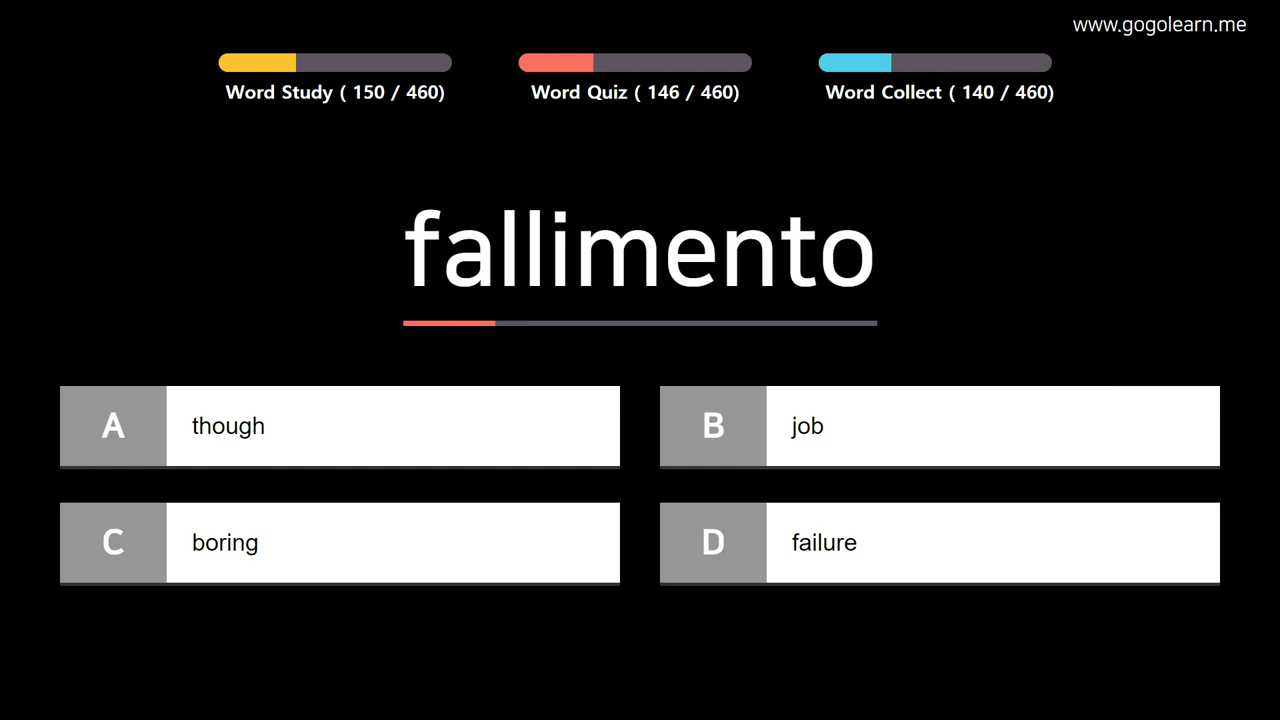 www.gogolearn.me
Word Study ( 150 / 460)
Word Quiz ( 146 / 460)
Word Collect ( 140 / 460)
fallimento
A though
B job
C boring
D failure